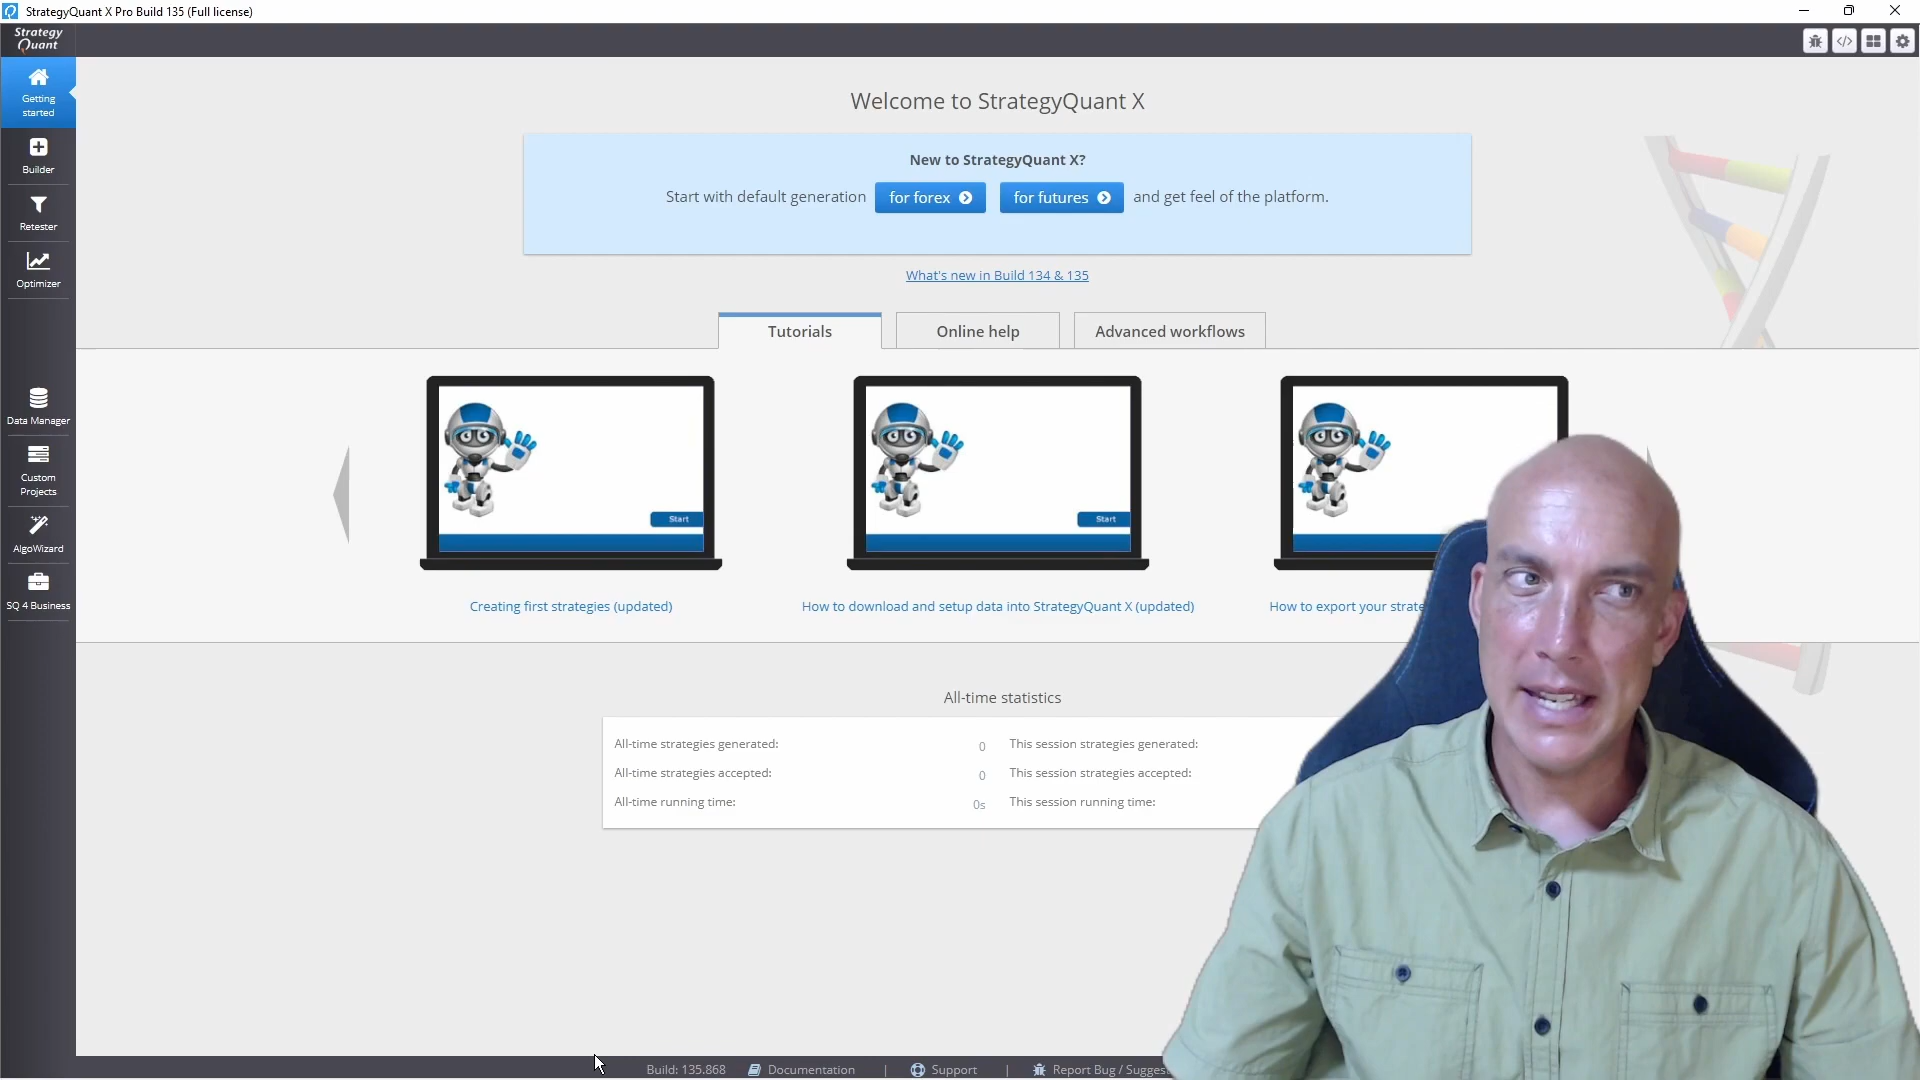 StrategyQuant X Pro Build 135 (Full license)
Strategy
Quant
Getting
started
Builder
Retester
Optimizer
Data Manager
Custom
Projects
AlgoWizard
SQ 4 Business
Welcome to StrategyQuant X
New to StrategyQuant X?
Start with default generation for forex for futures and get feel of the platform.
What's new in Build 134 & 135
Tutorials Online help Advanced workflows
Start
Start
Creating first strategies (updated)
How to download and setup data into StrategyQuant X (updated)
How to export your
All-time statistics
All-time strategies generated: 0 This session strategies generated:
All-time strategies accepted: 0 This session strategies accepted:
All-time running time: 0s This session running time:
Build: 135.868 Documentation | Support | Report Bug /